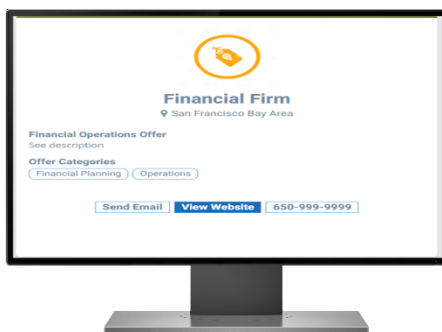 Financial Firm
San Francisco Bay Area
Financial Operations Offer
See description
Offer Categories
Financial Planning Operations
Send Email View Website 650-999-9999